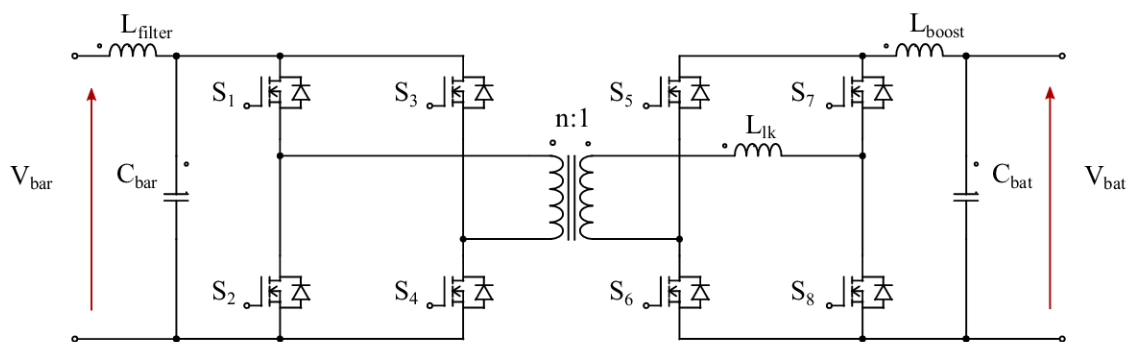 L_filter
L_boost
S_1
S_3
S_5
S_7
n:1
L_lk
V_bar
C_bar
C_bat
V_bat
S_2
S_4
S_6
S_8